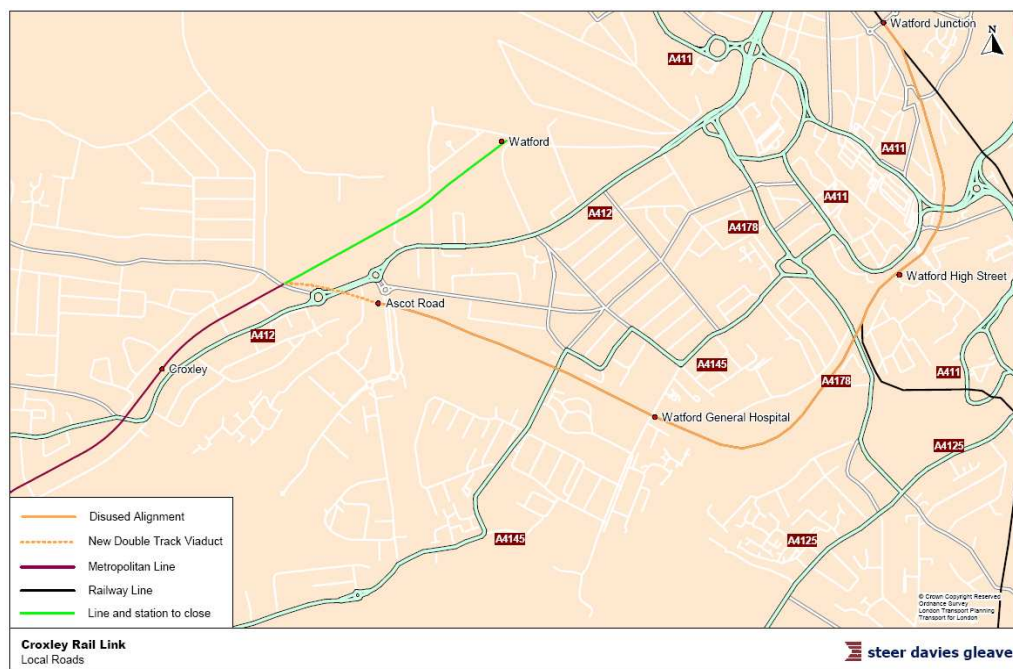 Watford Junction
N
A411
Watford
A411
A411
A412
A4178
Watford High Street
Ascot Road
A412
Croxley
A4145
A4178
A411
Watford General Hospital
A4125
A4145
A4125
Disused Alignment
New Double Track Viaduct
Metropolitan Line
Railway Line
Line and station to close
© Crown Copyright Reserved
Ordnance Survey
London Transport Planning
Transport for London
Croxley Rail Link
Local Roads
steer davies gleave